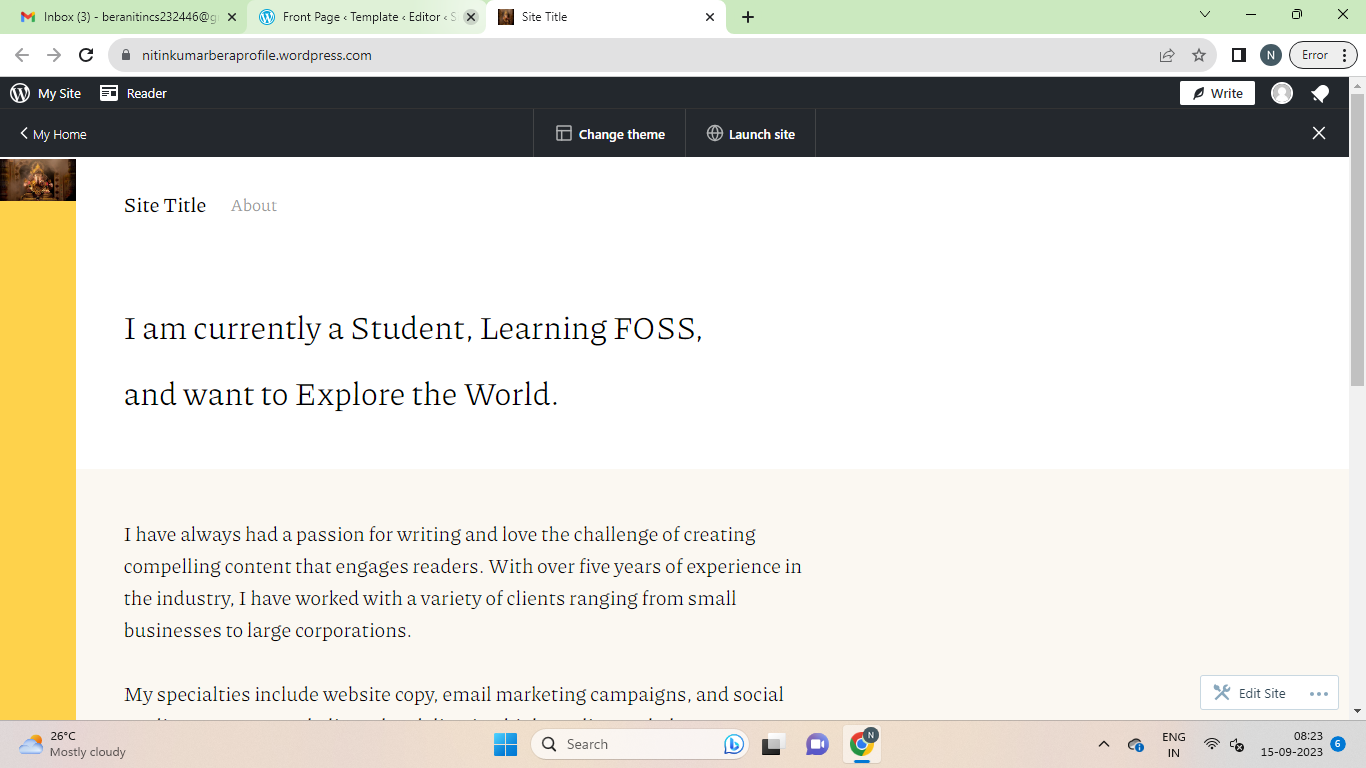 Inbox (3) - beranitincs232446@g
Front Page ‹ Template ‹ Editor ‹ S
Site Title
nitinkumarberaprofile.wordpress.com
N
Error
My Site
Reader
Write
My Home
Change theme
Launch site
Site Title
About
I am currently a Student, Learning FOSS,
and want to Explore the World.
I have always had a passion for writing and love the challenge of creating
compelling content that engages readers. With over five years of experience in
the industry, I have worked with a variety of clients ranging from small
businesses to large corporations.
My specialties include website copy, email marketing campaigns, and social
Edit Site
26°C
Mostly cloudy
Search
N
ENG
IN
08:23
15-09-2023
6